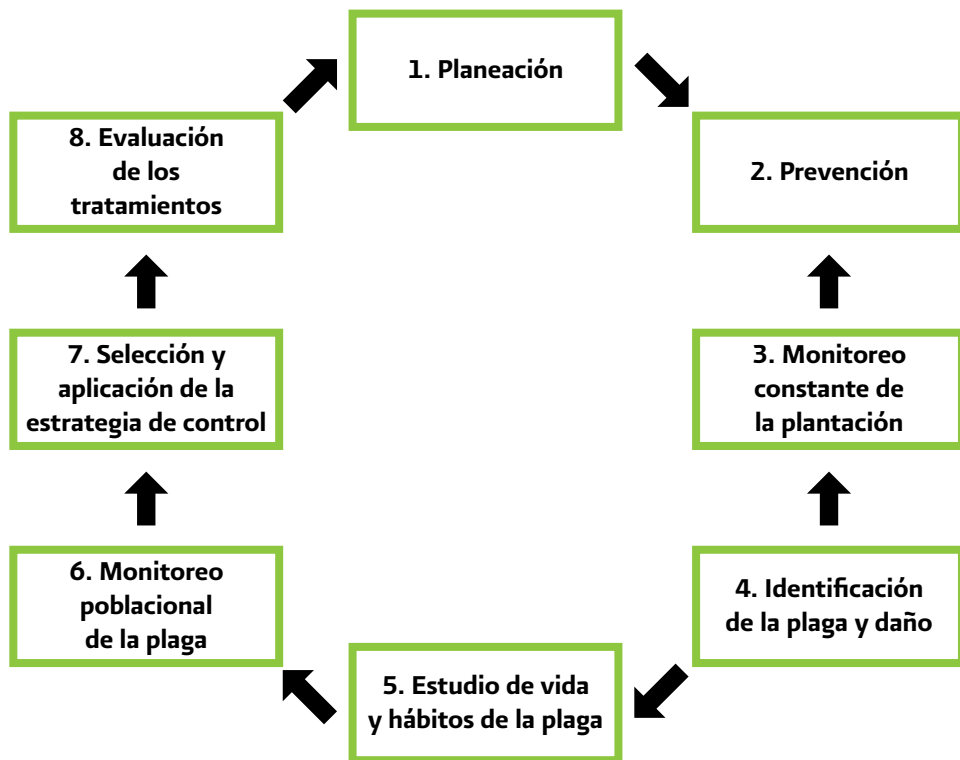 1. Planeación
2. Prevención
3. Monitoreo
constante de
la plantación
4. Identificación
de la plaga y daño
5. Estudio de vida
y hábitos de la plaga
6. Monitoreo
poblacional
de la plaga
7. Selección y
aplicación de la
estrategia de control
8. Evaluación
de los
tratamientos